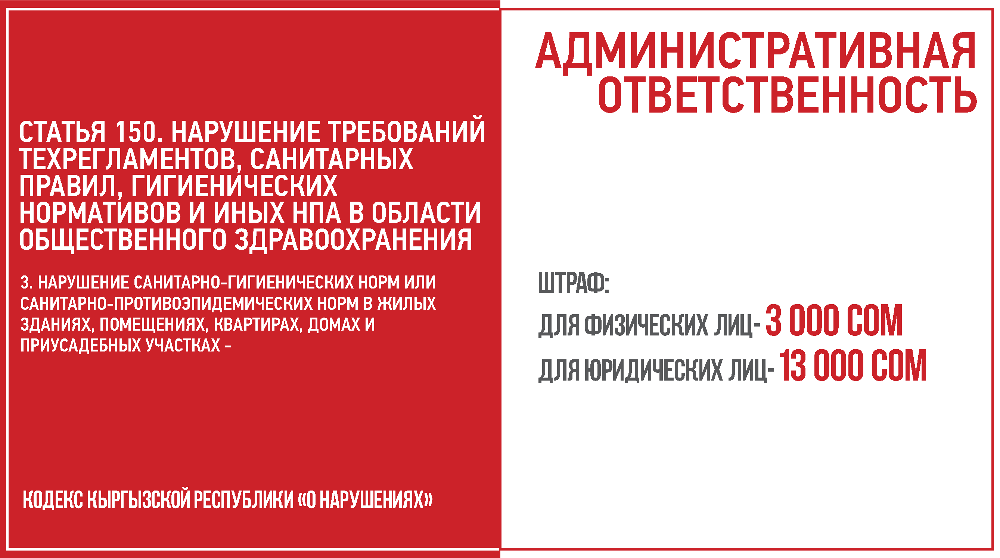 СТАТЬЯ 150. НАРУШЕНИЕ ТРЕБОВАНИЙ
ТЕХРЕГЛАМЕНТОВ, САНИТАРНЫХ
ПРАВИЛ, ГИГИЕНИЧЕСКИХ
НОРМАТИВОВ И ИНЫХ НПА В ОБЛАСТИ
ОБЩЕСТВЕННОГО ЗДРАВООХРАНЕНИЯ
3. НАРУШЕНИЕ САНИТАРНО-ГИГИЕНИЧЕСКИХ НОРМ ИЛИ
САНИТАРНО-ПРОТИВОЭПИДЕМИЧЕСКИХ НОРМ В ЖИЛЫХ
ЗДАНИЯХ, ПОМЕЩЕНИЯХ, КВАРТИРАХ, ДОМАХ И
ПРИУСАДЕБНЫХ УЧАСТКАХ -
КОДЕКС КЫРГЫЗСКОЙ РЕСПУБЛИКИ «О НАРУШЕНИЯХ»
АДМИНИСТРАТИВНАЯ
ОТВЕТСТВЕННОСТЬ
ШТРАФ:
ДЛЯ ФИЗИЧЕСКИХ ЛИЦ- 3 000 СОМ
ДЛЯ ЮРИДИЧЕСКИХ ЛИЦ- 13 000 СОМ